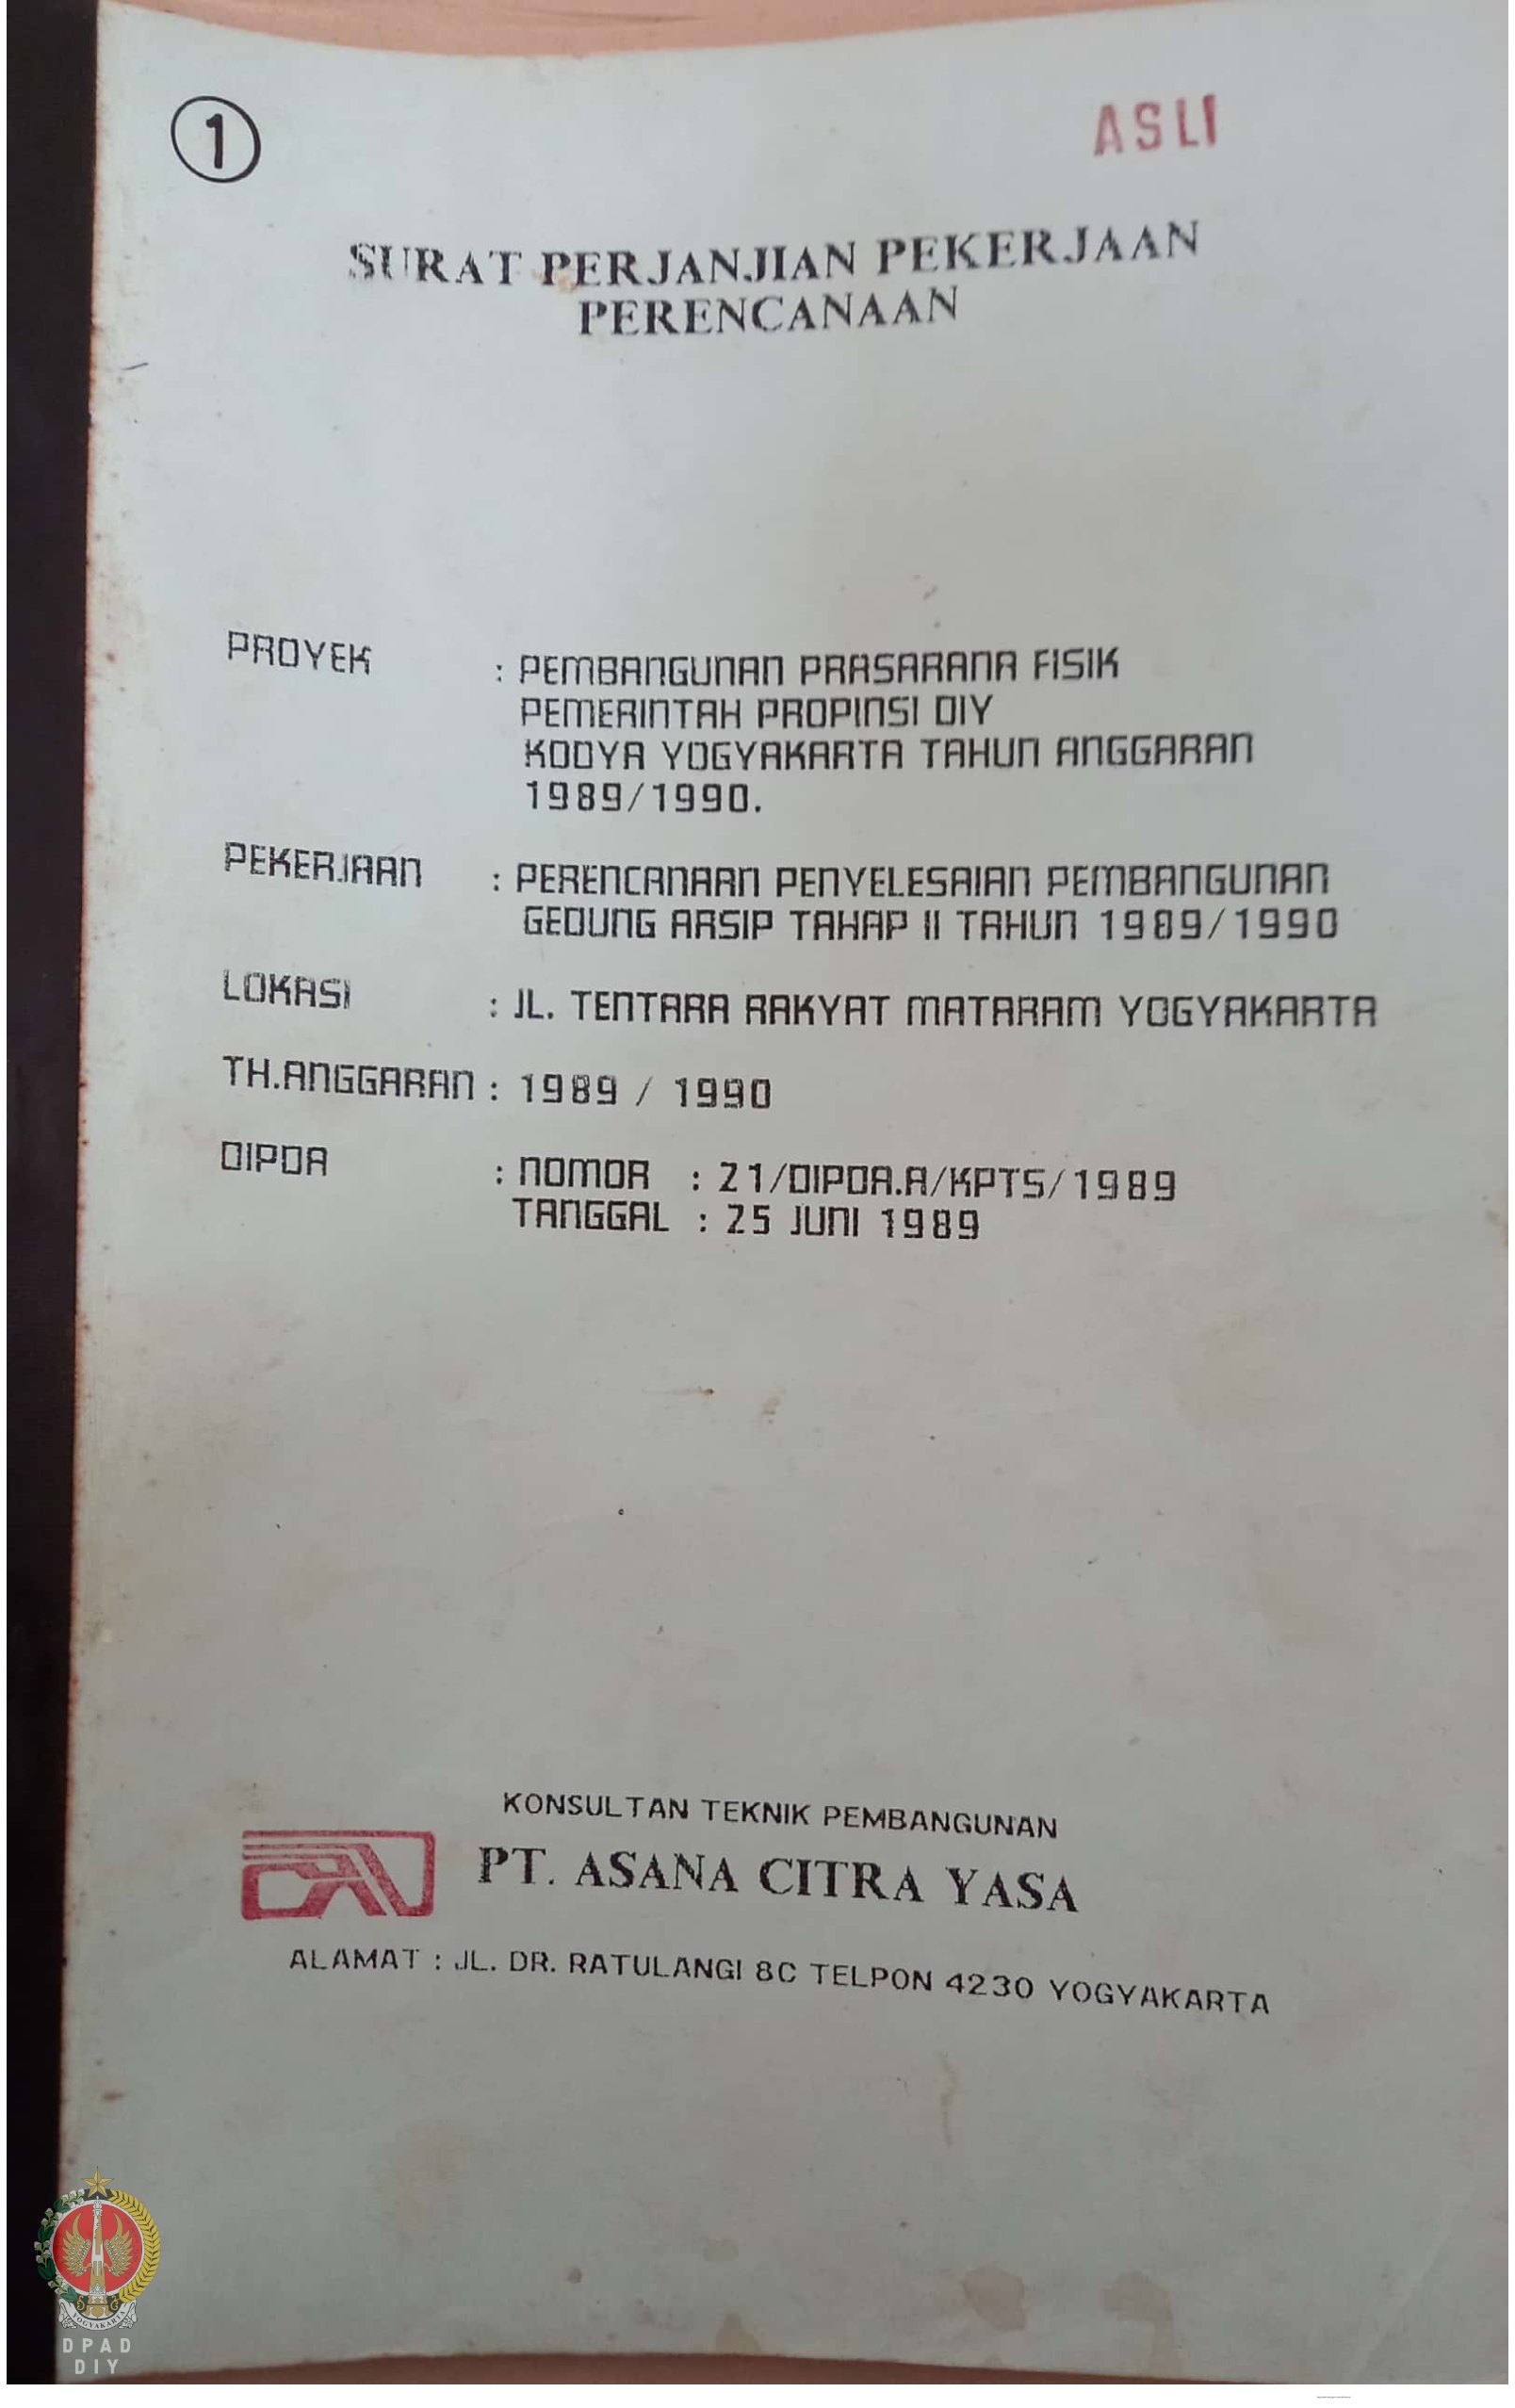 1
ASLI
SURAT PERJANJIAN PEKERJAAN
PERENCANAAN
PROYEK : PEMBANGUNAN PRASARANA FISIK
PEMERINTAH PROPINSI DIY
KODYA YOGYAKARTA TAHUN ANGGARAN
1989/1990.
PEKERJAAN : PERENCANAAN PENYELESAIAN PEMBANGUNAN
GEDUNG ARSIP TAHAP II TAHUN 1989/1990
LOKASI : JL. TENTARA RAKYAT MATARAM YOGYAKARTA
TH.ANGGARAN : 1989 / 1990
DIPDA : NOMOR : 21/DIPDA.A/KPTS/1989
TANGGAL : 25 JUNI 1989
KONSULTAN TEKNIK PEMBANGUNAN
PT. ASANA CITRA YASA
ALAMAT : JL. DR. RATULANGI 8C TELPON 4230 YOGYAKARTA
YOGYAKARTA
DPAD
DIY